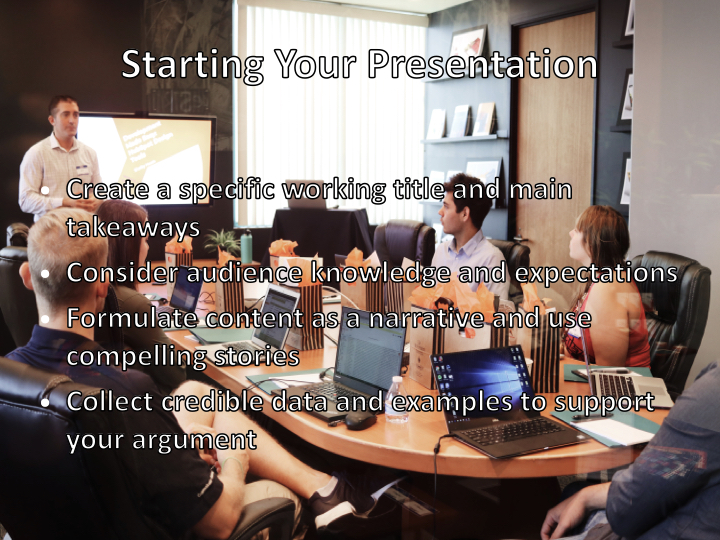 Starting Your Presentation
• Create a specific working title and main
takeaways
• Consider audience knowledge and expectations
• Formulate content as a narrative and use
compelling stories
• Collect credible data and examples to support
your argument